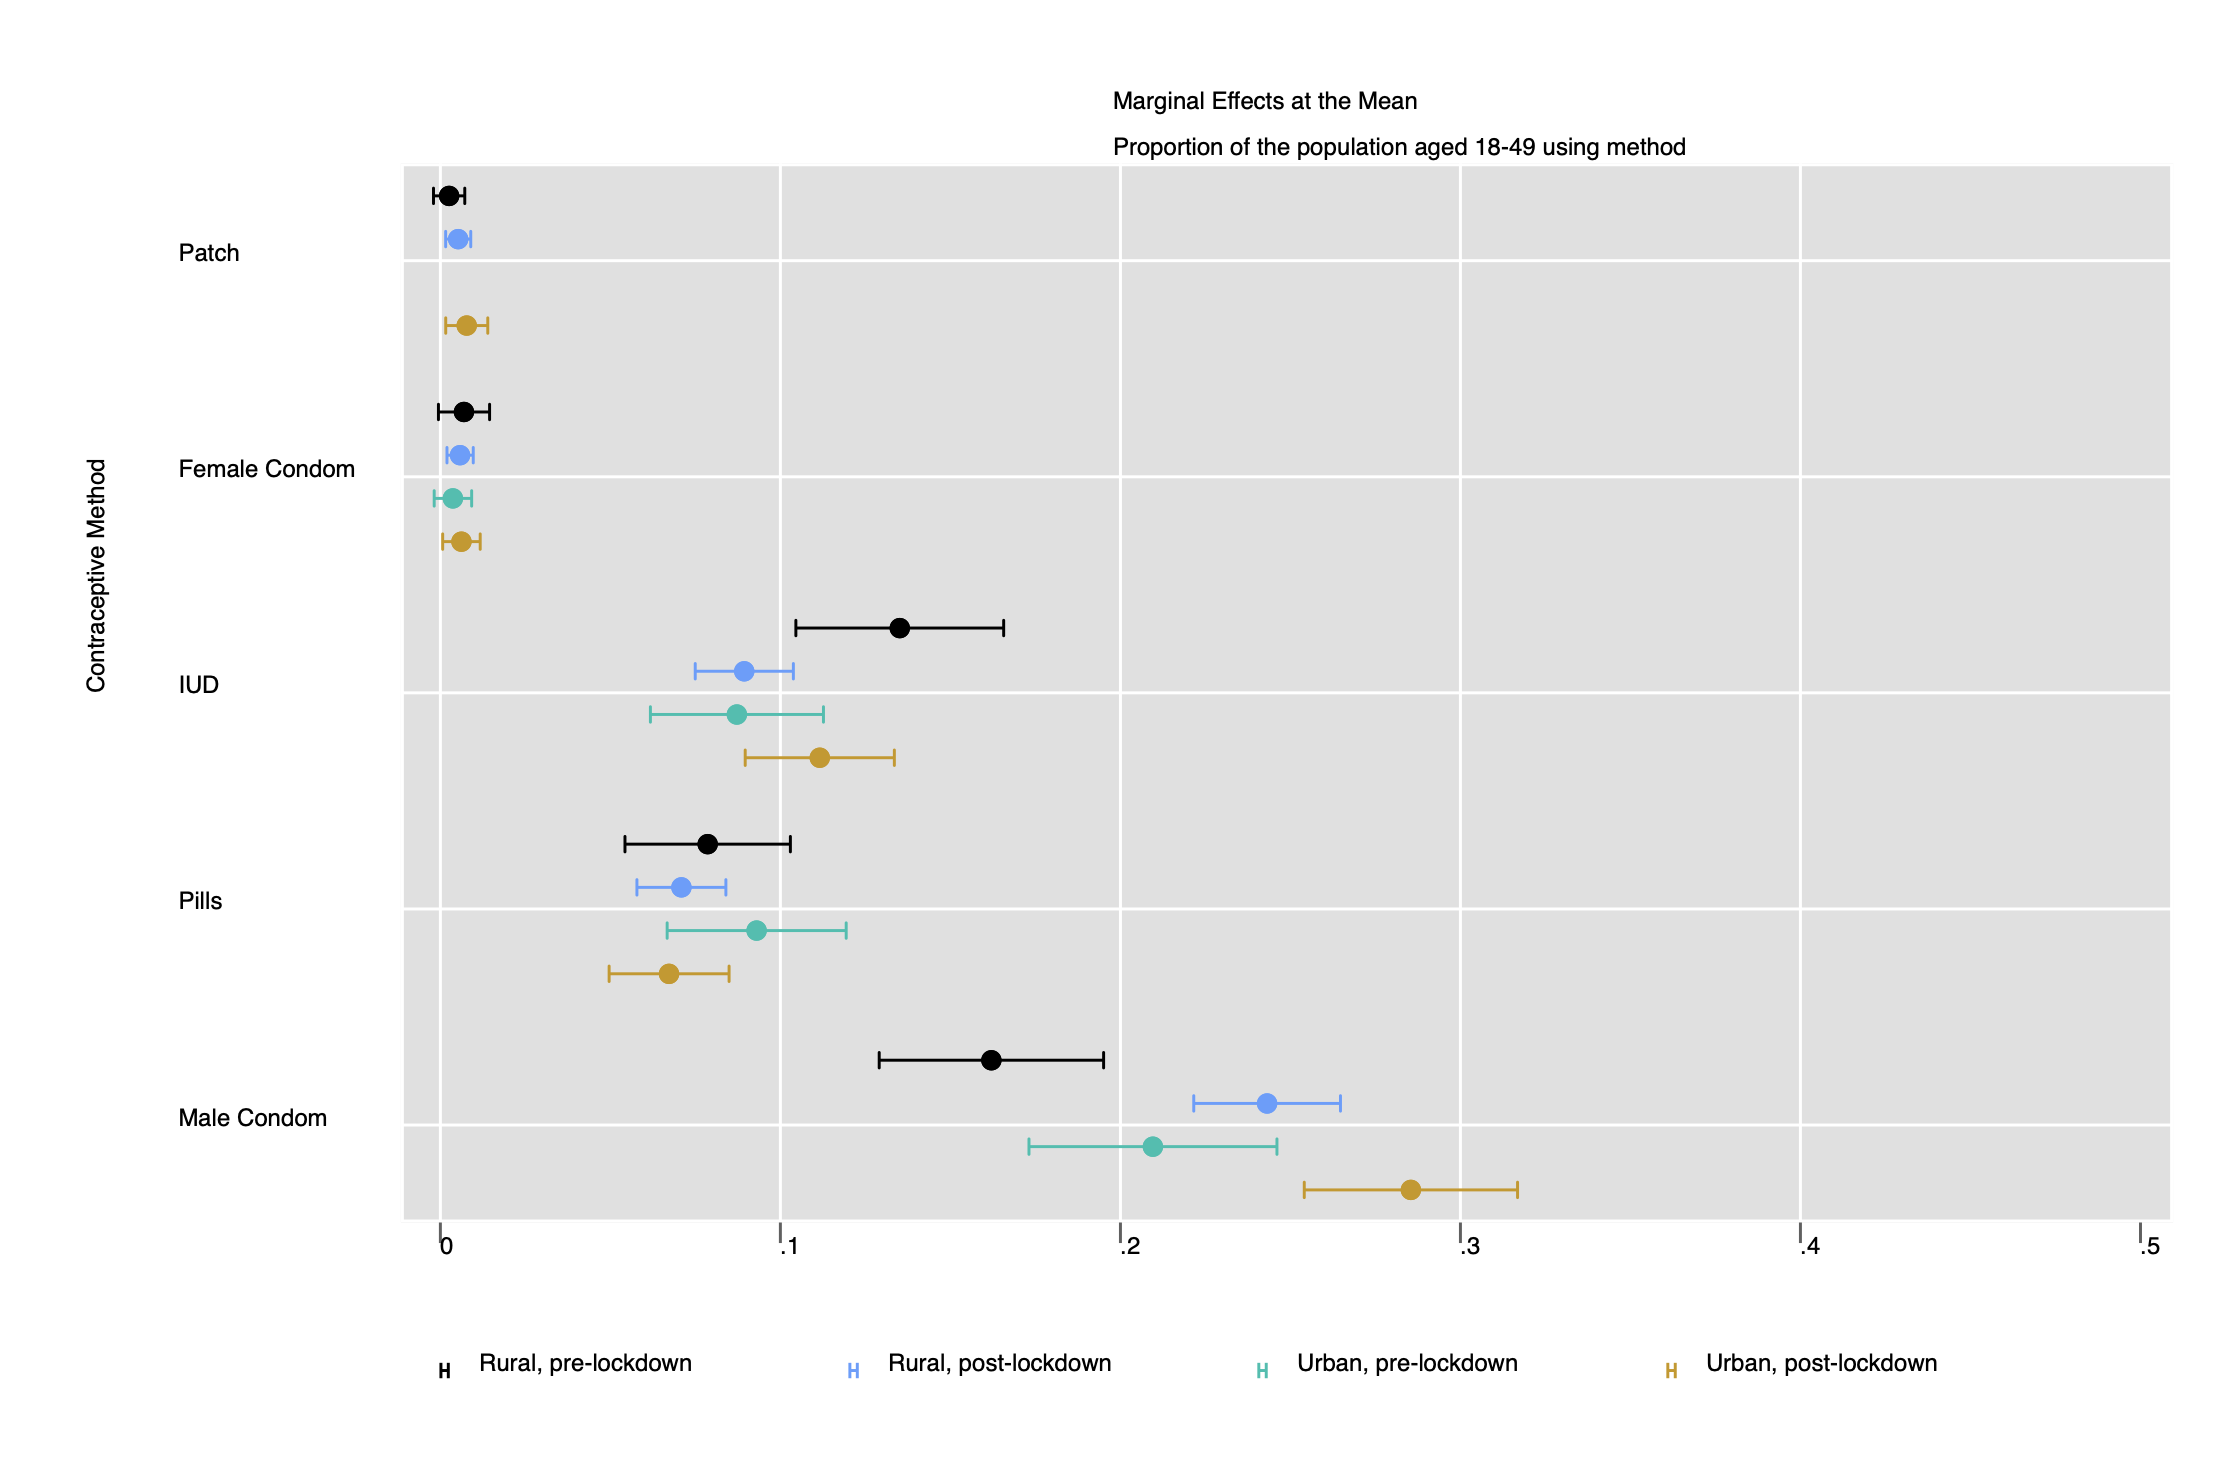 Marginal Effects at the Mean
Proportion of the population aged 18-49 using method
Contraceptive Method
Patch
Female Condom
IUD
Pills
Male Condom
0 .1 .2 .3 .4 .5
Rural, pre-lockdown Rural, post-lockdown Urban, pre-lockdown Urban, post-lockdown